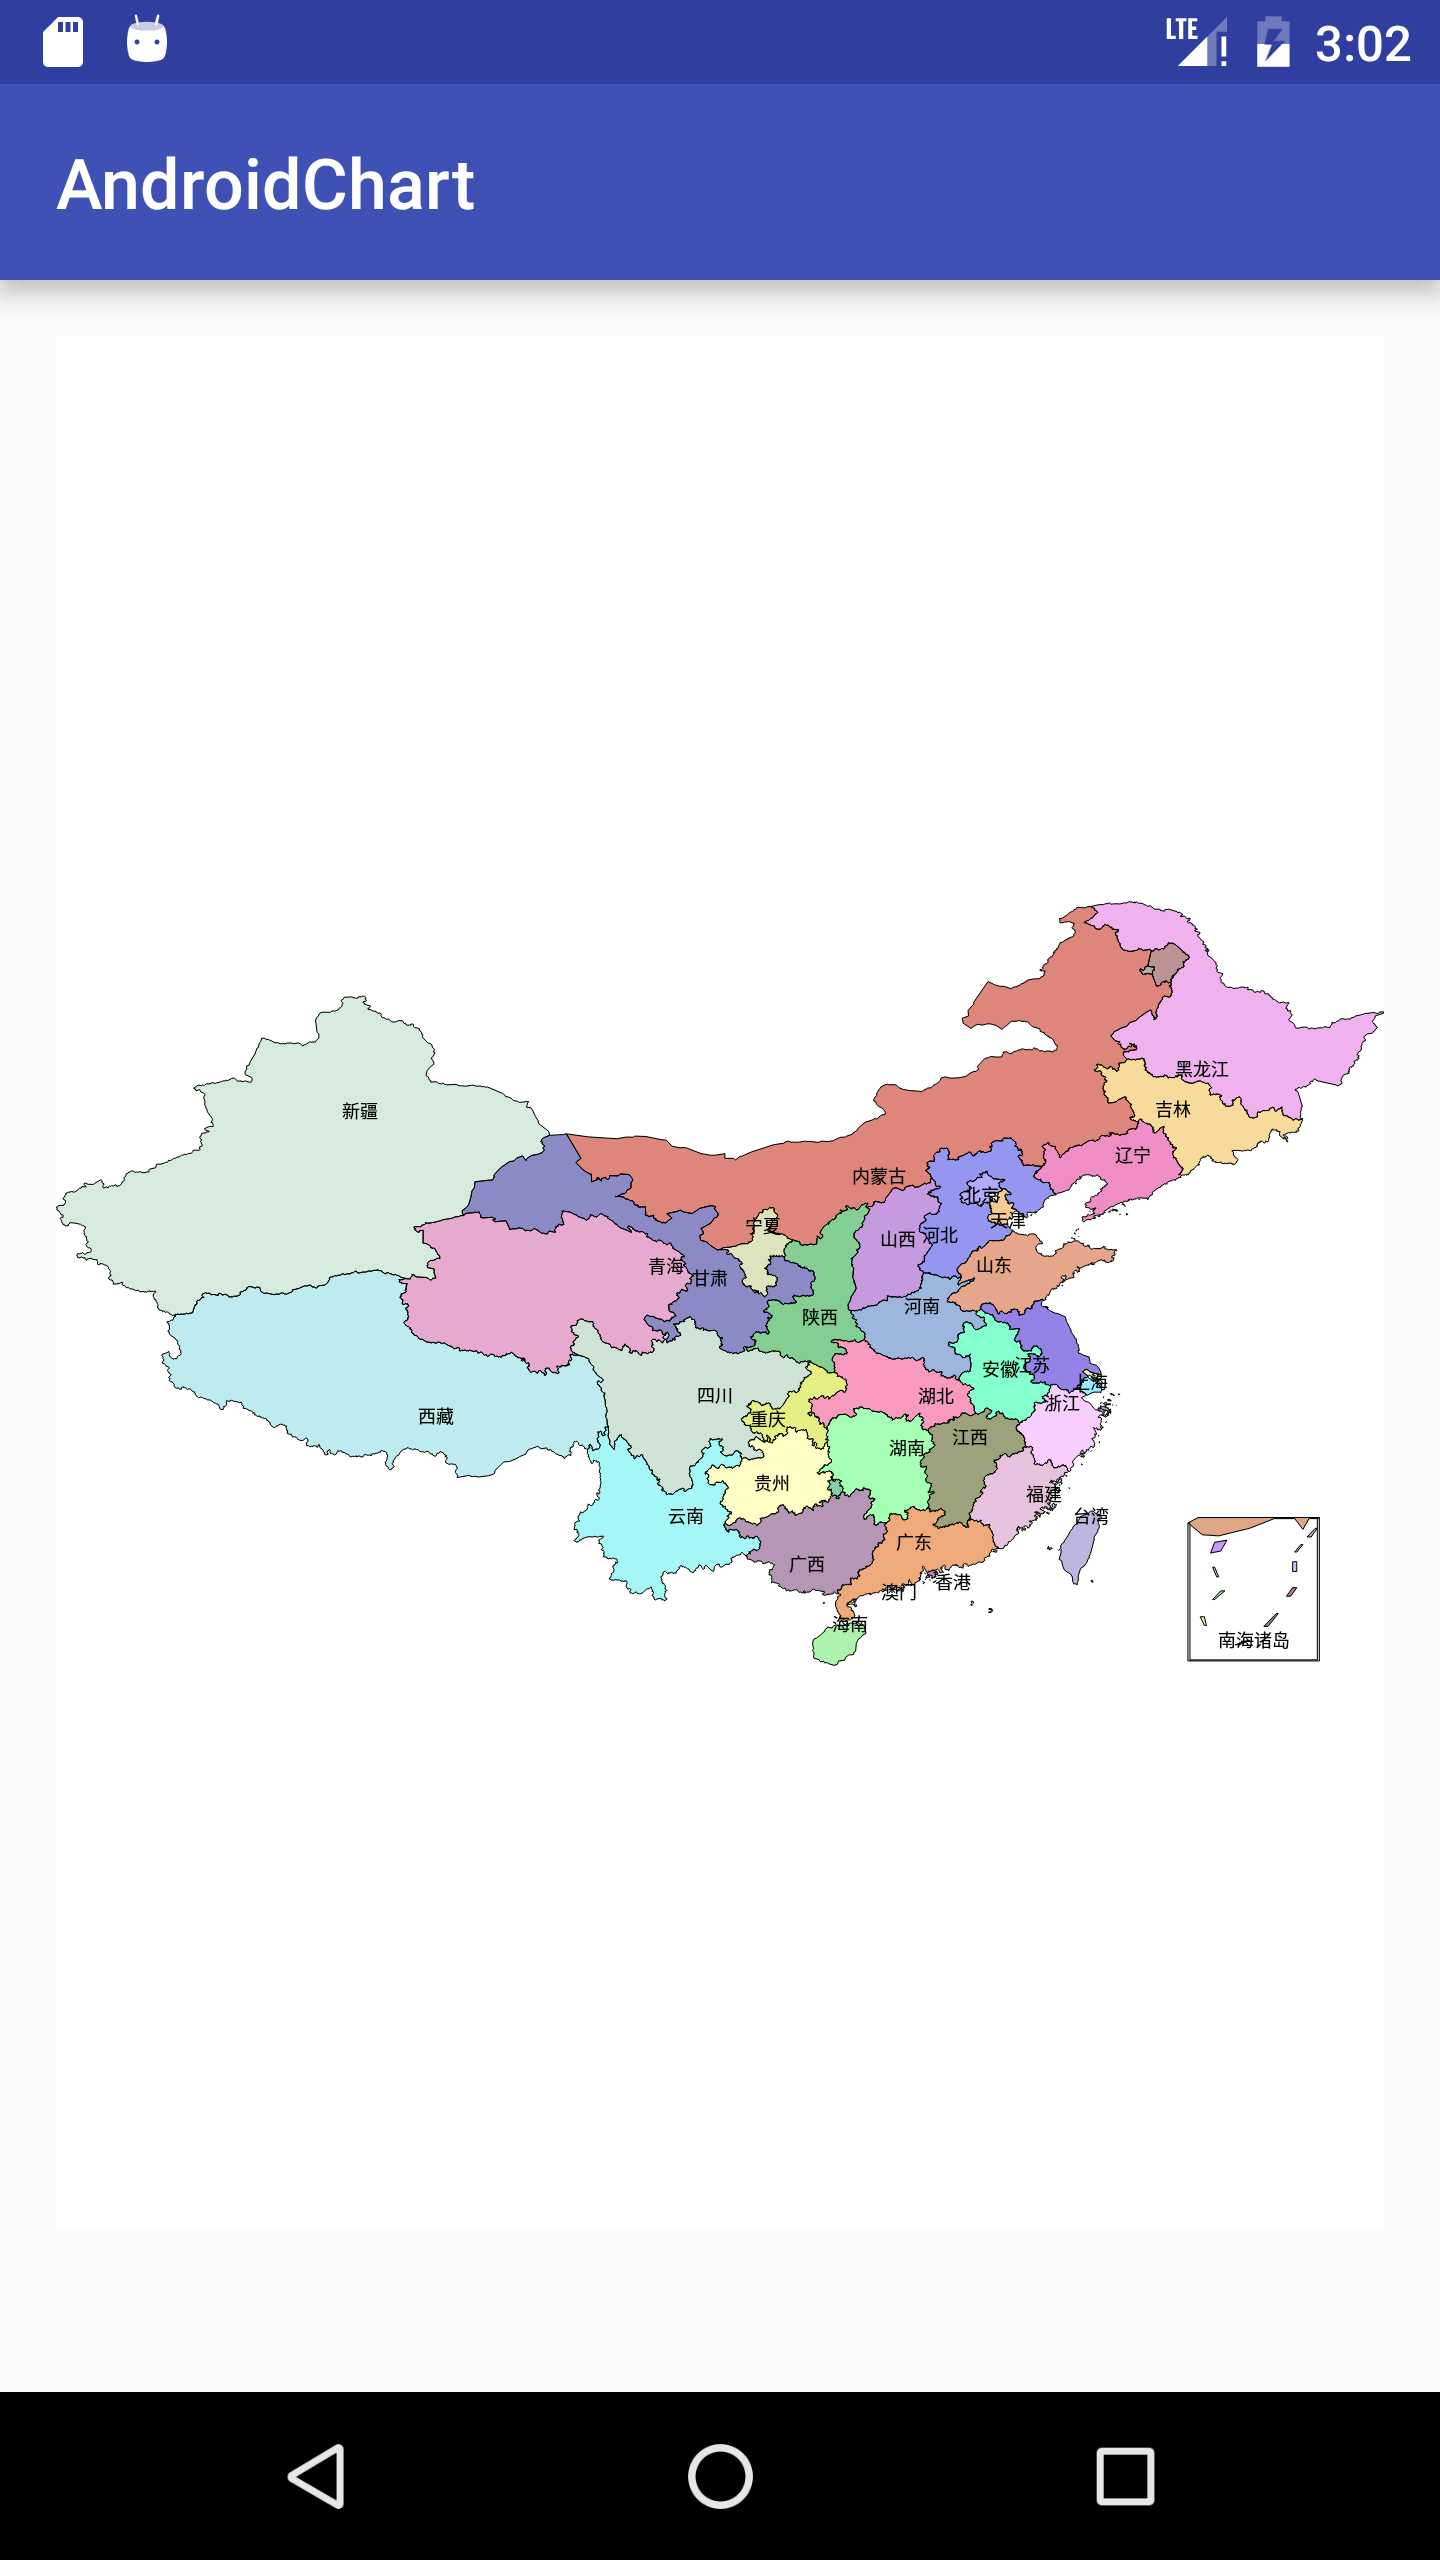 LTE 3:02
AndroidChart
黑龙江
吉林
新疆
辽宁
内蒙古
北京
天津
宁夏
河北
山西
山东
青海
甘肃
河南
陕西
江苏
安徽
上海
四川
湖北
浙江
西藏
重庆
江西
湖南
贵州
福建
云南
台湾
广东
广西
香港
澳门
海南
南海诸岛